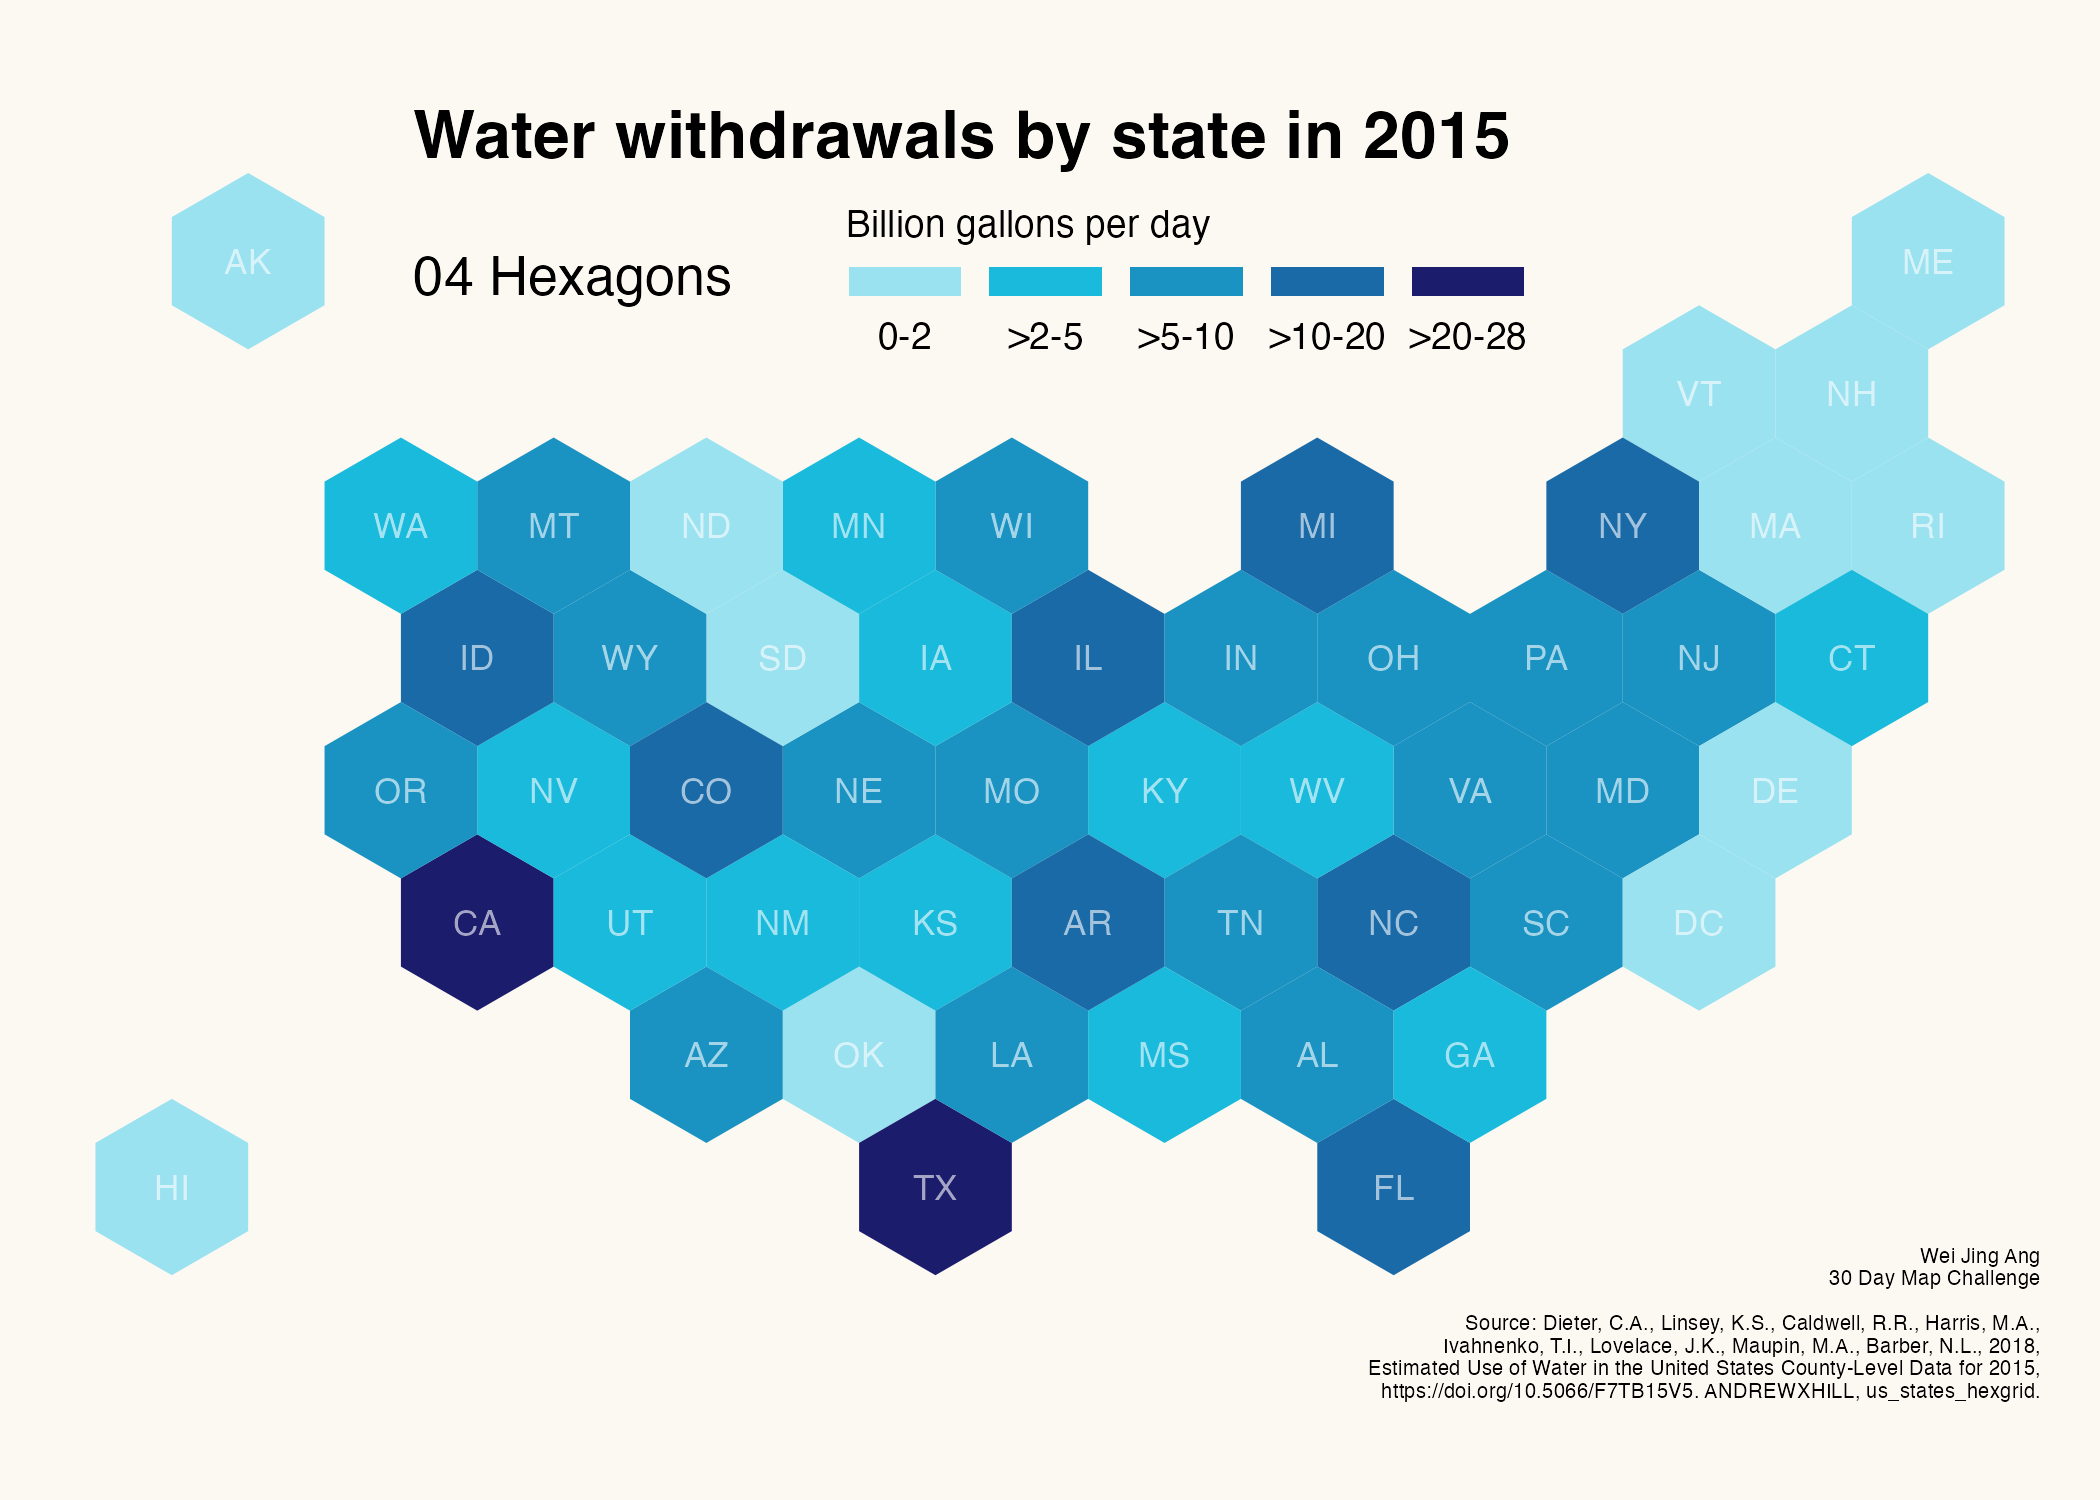 Water withdrawals by state in 2015
04 Hexagons
Billion gallons per day
0-2 >2-5 >5-10 >10-20 >20-28
AK ME
VT NH
WA MT ND MN WI MI NY MA RI
ID WY SD IA IL IN OH PA NJ CT
OR NV CO NE MO KY WV VA MD DE
CA UT NM KS AR TN NC SC DC
AZ OK LA MS AL GA
HI TX FL
Wei Jing Ang
30 Day Map Challenge
Source: Dieter, C.A., Linsey, K.S., Caldwell, R.R., Harris, M.A.,
Ivahnenko, T.I., Lovelace, J.K., Maupin, M.A., Barber, N.L., 2018,
Estimated Use of Water in the United States County-Level Data for 2015,
https://doi.org/10.5066/F7TB15V5. ANDREWXHILL, us_states_hexgrid.